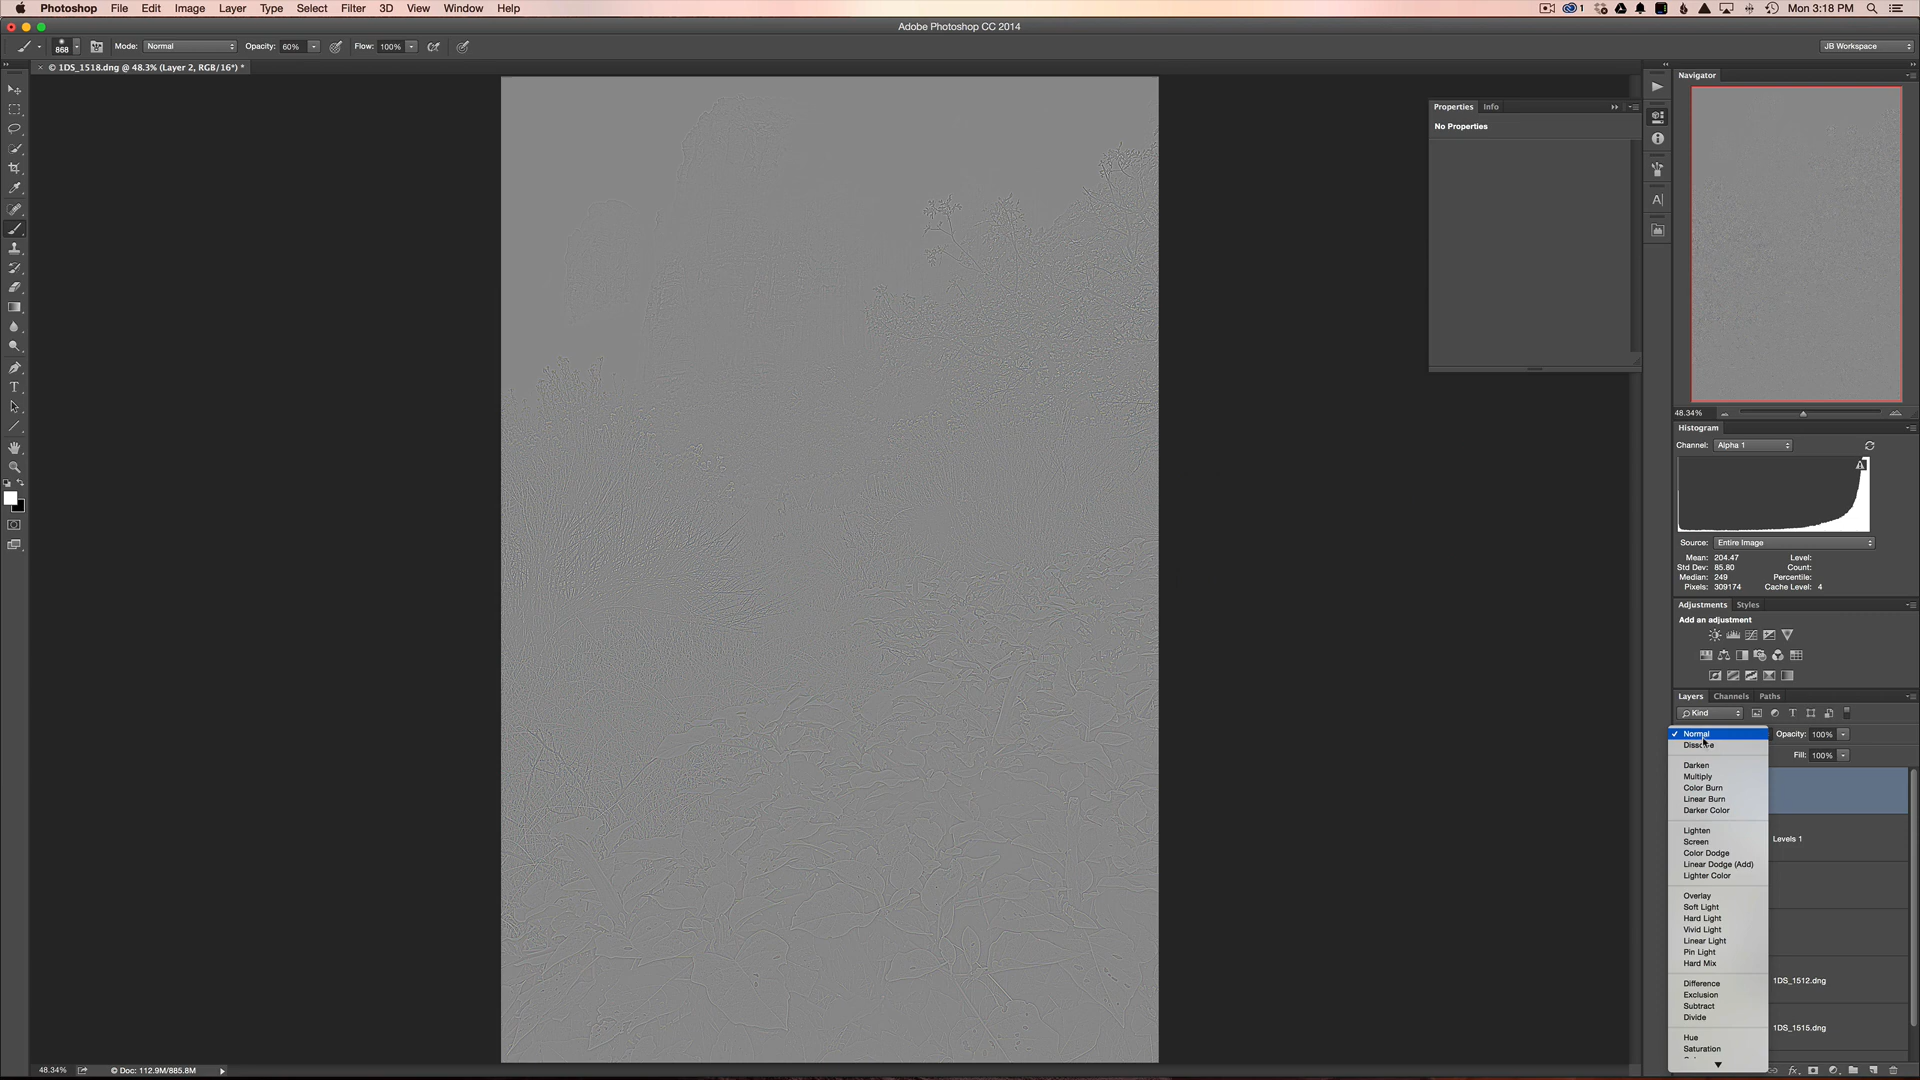 Photoshop File Edit Image Layer Type Select Filter 3D View Window Help
1 Mon 3:18 PM
Adobe Photoshop CC 2014
868 Mode: Normal Opacity: 60% Flow: 100% JB Workspace
× © 1DS_1518.dng @ 48.3% (Layer 2, RGB/16*) *
Navigator
Properties Info
No Properties
A|
T
48.34%
Histogram
Channel: Alpha 1
Source: Entire Image
Mean: 204.47 Level:
Std Dev: 85.80 Count:
Median: 249 Percentile:
Pixels: 309174 Cache Level: 4
Adjustments Styles
Add an adjustment
Layers Channels Paths
Kind T
Normal Opacity: 100%
Dissolve
Fill: 100%
Darken
Multiply
Color Burn
Linear Burn
Darker Color
Lighten
Screen
Color Dodge
Linear Dodge (Add)
Lighter Color
Levels 1
Overlay
Soft Light
Hard Light
Vivid Light
Linear Light
Pin Light
Hard Mix
Difference
Exclusion
Subtract
Divide
1DS_1512.dng
Hue
Saturation
1DS_1515.dng
fx
48.34% Doc: 112.9M/885.8M